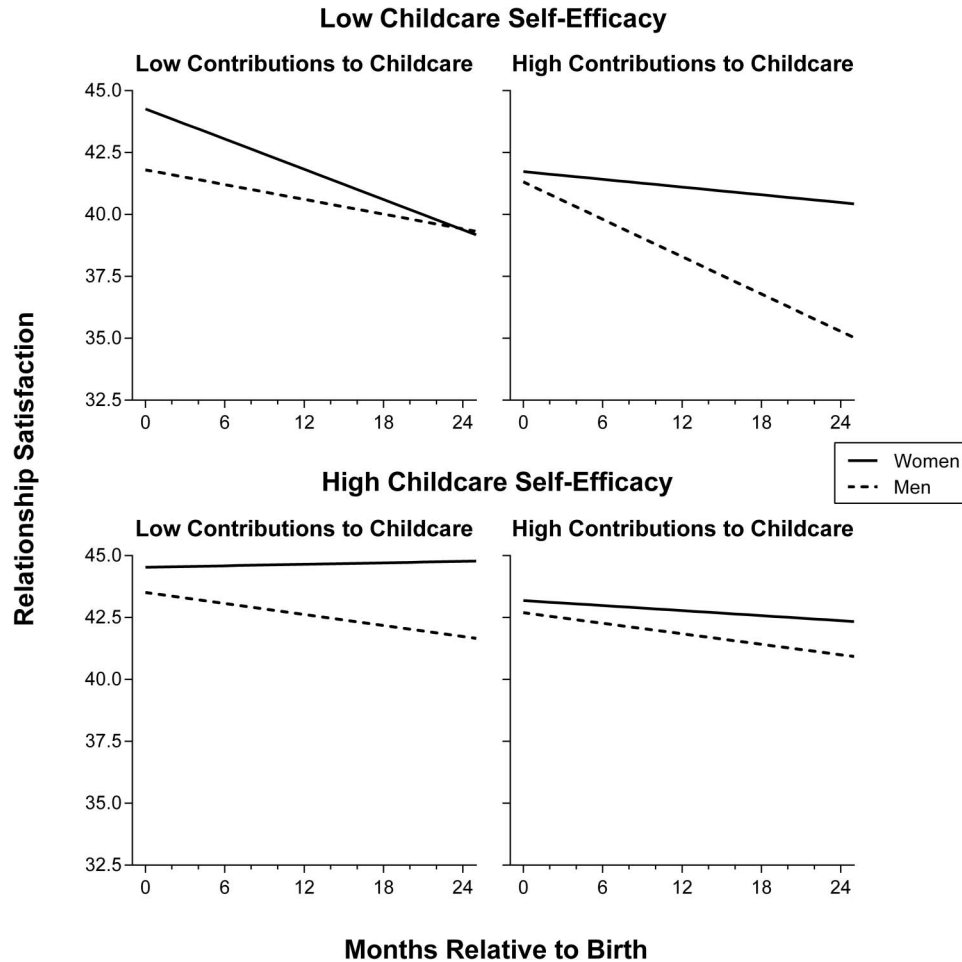 Low Childcare Self-Efficacy
Low Contributions to Childcare
High Contributions to Childcare
45.0
42.5
40.0
37.5
35.0
32.5
0 6 12 18 24
0 6 12 18 24
Relationship Satisfaction
Women
Men
High Childcare Self-Efficacy
Low Contributions to Childcare
High Contributions to Childcare
45.0
42.5
40.0
37.5
35.0
32.5
0 6 12 18 24
0 6 12 18 24
Months Relative to Birth